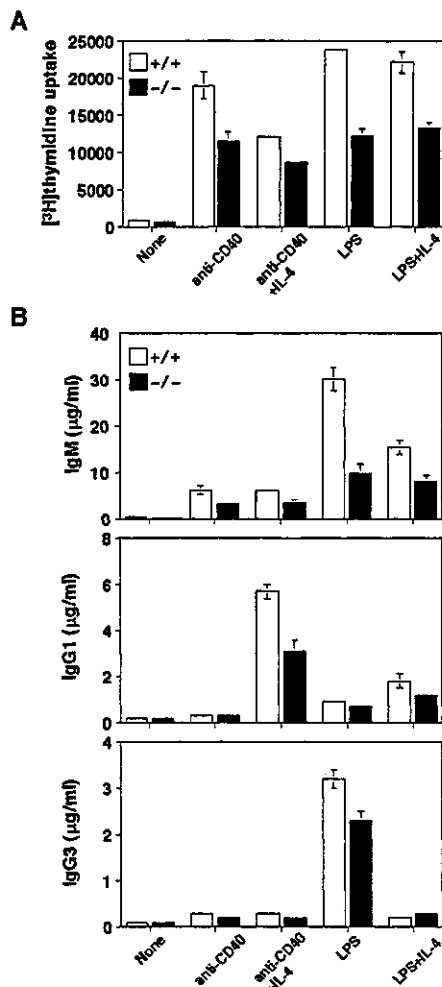 A
[³H]thymidine uptake
25000
20000
15000
10000
5000
0
+/+
−/−
None
anti-CD40
anti-CD40
+IL-4
LPS
LPS+IL-4
B
IgM (μg/ml)
40
30
20
10
0
+/+
−/−
IgG1 (μg/ml)
8
6
4
2
0
IgG3 (μg/ml)
4
3
2
1
0
None
anti-CD40
anti-CD40
+IL-4
LPS
LPS+IL-4